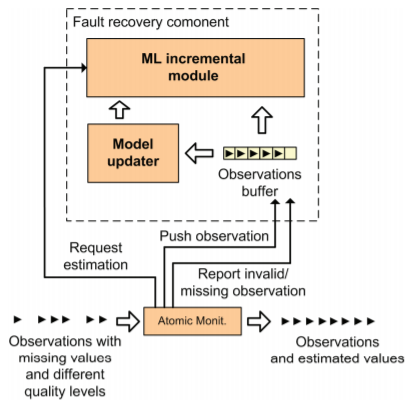 Fault recovery comonent
ML incremental
module
Model
updater
Observations
buffer
Request
estimation
Push observation
Report invalid/
missing observation
Atomic Monit.
Observations with
missing values
and different
quality levels
Observations
and estimated values